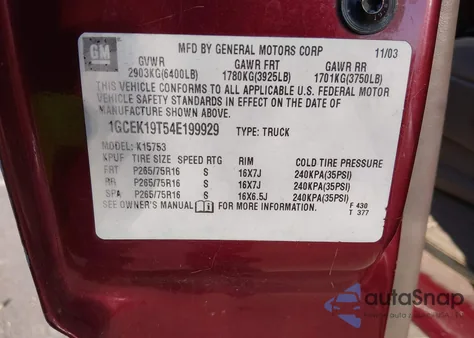 GM
MFD BY GENERAL MOTORS CORP 11/03
GVWR GAWR FRT GAWR RR
2903KG(6400LB) 1780KG(3925LB) 1701KG(3750LB)
THIS VEHICLE CONFORMS TO ALL APPLICABLE U.S. FEDERAL MOTOR
VEHICLE SAFETY STANDARDS IN EFFECT ON THE DATE OF
MANUFACTURE SHOWN ABOVE.
1GCEK19T54E199929 TYPE: TRUCK
MODEL: K15753
KPUF TIRE SIZE SPEED RTG RIM COLD TIRE PRESSURE
FRT P265/75R16 S 16X7J 240KPA(35PSI)
RR P265/75R16 S 16X7J 240KPA(35PSI)
SPA P265/75R16 S 16X6.5J 240KPA(35PSI)
SEE OWNER'S MANUAL FOR MORE INFORMATION. F 430
T 377
autoSnap